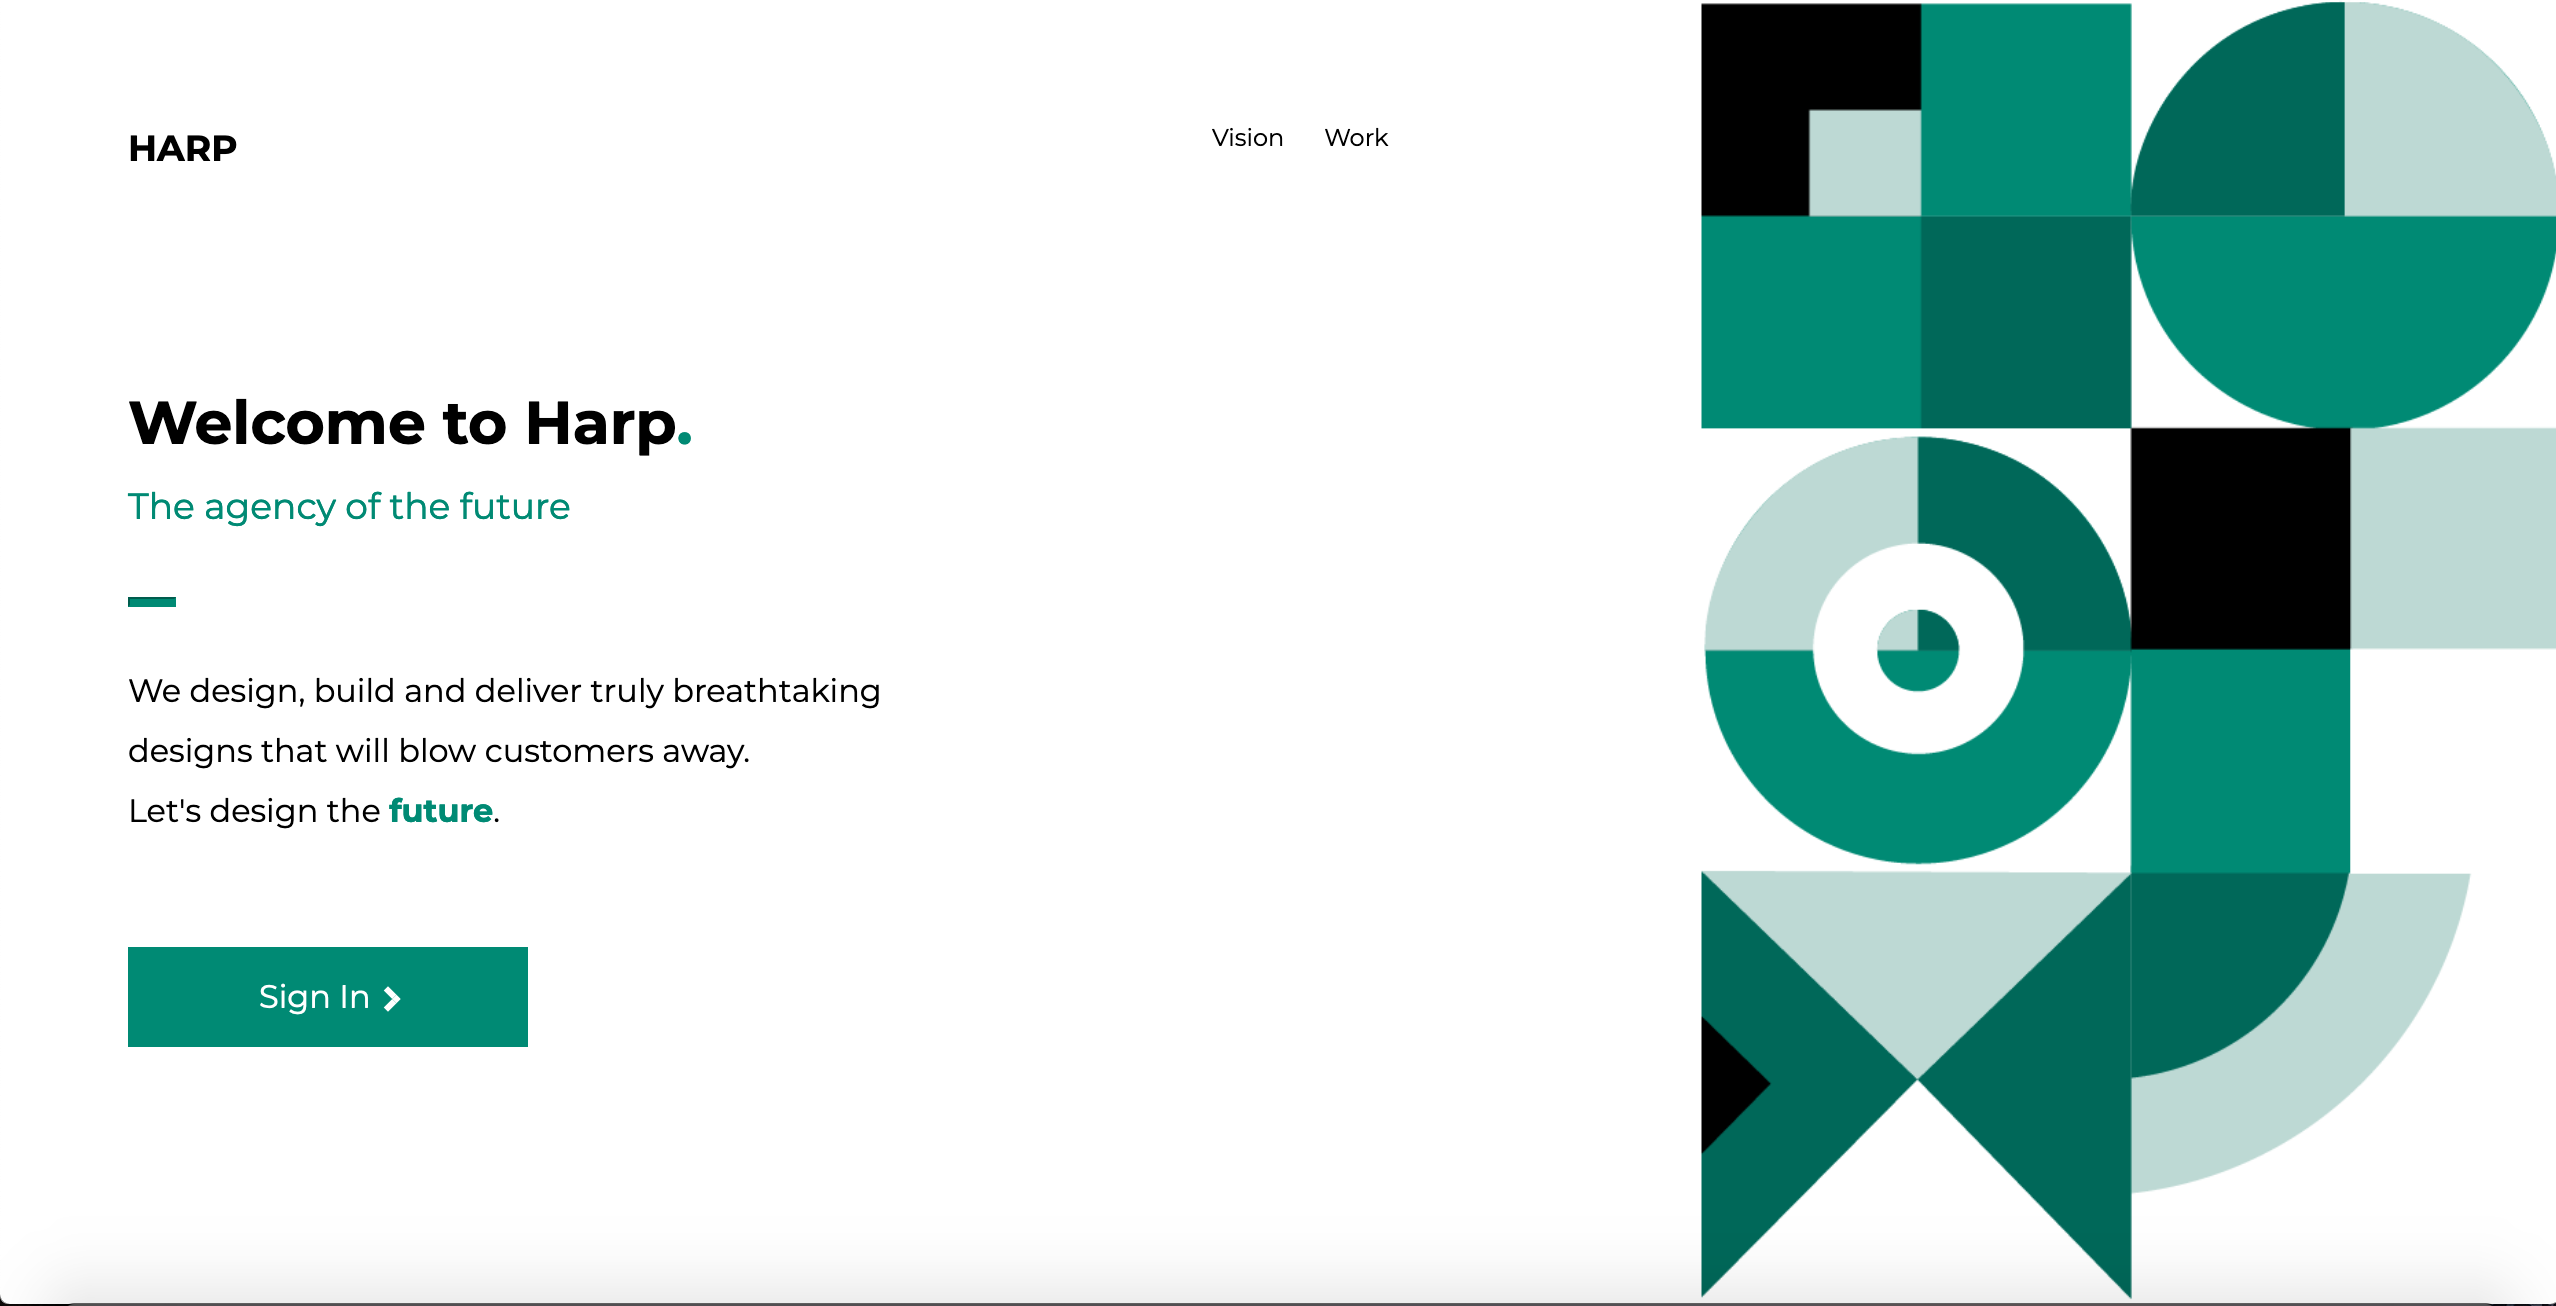 HARP
Vision
Work
Welcome to Harp.
The agency of the future
We design, build and deliver truly breathtaking
designs that will blow customers away.
Let's design the future.
Sign In